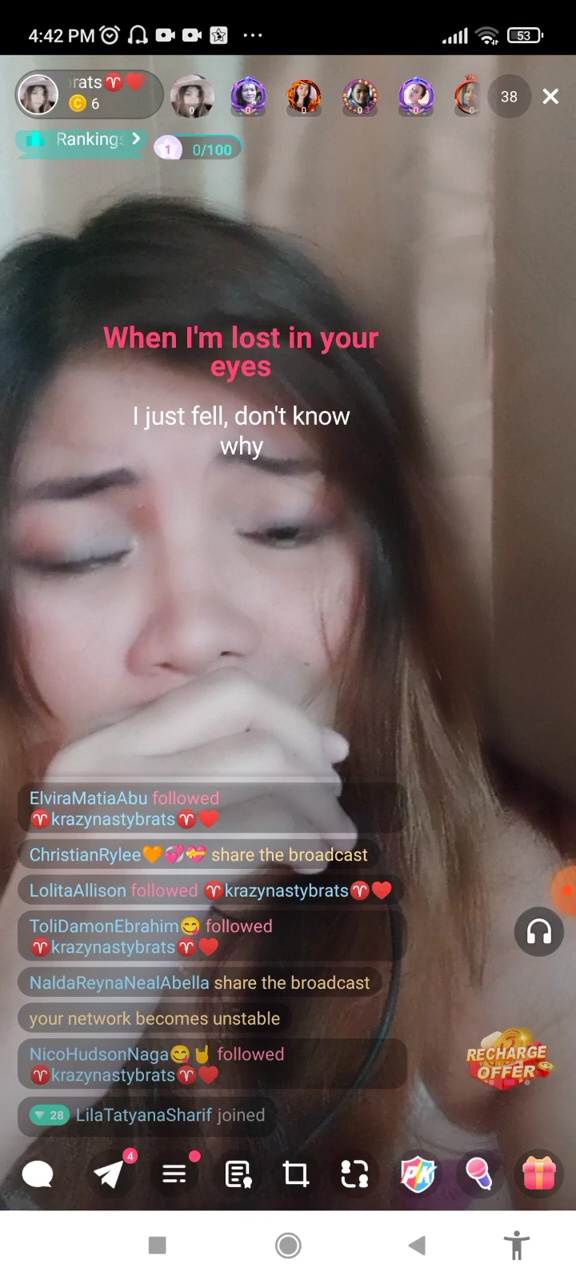 4:42 PM ... 53
rats♈❤️
C 6
38
Rankings
1 0/100
When I'm lost in your
eyes
I just fell, don't know
why
ElviraMatiaAbu followed
♈krazynastybrats♈❤️
ChristianRylee🧡💞💝 share the broadcast
LolitaAllison followed ♈krazynastybrats♈❤️
ToliDamonEbrahim😋 followed
♈krazynastybrats♈❤️
NaldaReynaNealAbella share the broadcast
your network becomes unstable
NicoHudsonNaga😋🤘 followed
♈krazynastybrats♈❤️
28 LilaTatyanaSharif joined
RECHARGE
OFFER
4
PK